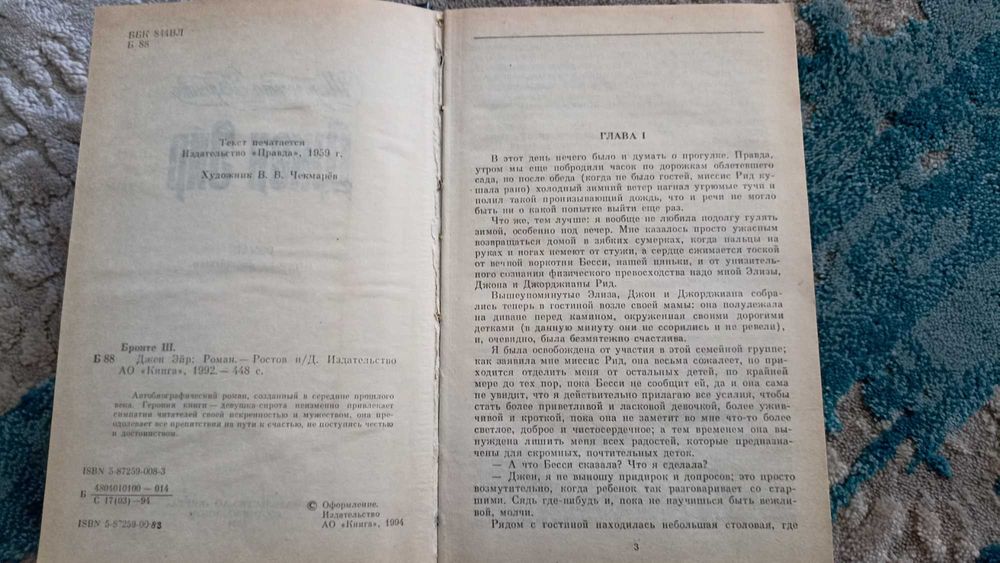 ББК 844ВЛ
Б 88
Текст печатается
Издательство «Правда», 1959 г.
Художник В. В. Чекмарёв
Бронте Ш.
Б 88 Джен Эйр: Роман.— Ростов н/Д. Издательство
АО «Книга», 1992.— 448 с.
Автобиографический роман, созданный в середине прошлого
века. Героиня книги — девушка-сирота неизменно привлекает
симпатии читателей своей искренностью и мужеством, она пре-
одолевает все препятствия на пути к счастью, не поступясь честью
и достоинством.
ISBN 5-87259-008-3
Б 4804010100 — 014
С 17(03) —94
ISBN 5-87259-00-83
© Оформление.
Издательство
АО «Книга», 1994
ГЛАВА I
В этот день нечего было и думать о прогулке. Правда,
утром мы еще побродили часок по дорожкам облетевшего
сада, но после обеда (когда не было гостей, миссис Рид ку-
шала рано) холодный зимний ветер нагнал угрюмые тучи и
полил такой пронизывающий дождь, что и речи не могло
быть ни о какой попытке выйти еще раз.
Что же, тем лучше: я вообще не любила подолгу гулять
зимой, особенно под вечер. Мне казалось просто ужасным
возвращаться домой в зябких сумерках, когда пальцы на
руках и ногах немеют от стужи, а сердце сжимается тоской
от вечной воркотни Бесси, нашей няньки, и от унизитель-
ного сознания физического превосходства надо мной Элизы,
Джона и Джорджианы Рид.
Вышеупомянутые Элиза, Джон и Джорджиана собра-
лись теперь в гостиной возле своей мамы: она полулежала
на диване перед камином, окруженная своими дорогими
детками (в данную минуту они не ссорились и не ревели),
и, очевидно, была безмятежно счастлива.
Я была освобождена от участия в этой семейной группе;
как заявила мне миссис Рид, она весьма сожалеет, но при-
ходится отделить меня от остальных детей, по крайней
мере до тех пор, пока Бесси не сообщит ей, да и она сама
не увидит, что я действительно прилагаю все усилия, чтобы
стать более приветливой и ласковой девочкой, более ужив-
чивой и кроткой, пока она не заметит во мне что-то более
светлое, доброе и чистосердечное; а тем временем она вы-
нуждена лишить меня всех радостей, которые предназна-
чены для скромных, почтительных деток.
— А что Бесси сказала? Что я сделала?
— Джен, я не выношу придирок и допросов; это просто
возмутительно, когда ребенок так разговаривает со стар-
шими. Сядь где-нибудь и, пока не научишься быть вежли-
вой, молчи.
Рядом с гостиной находилась небольшая столовая, где
3